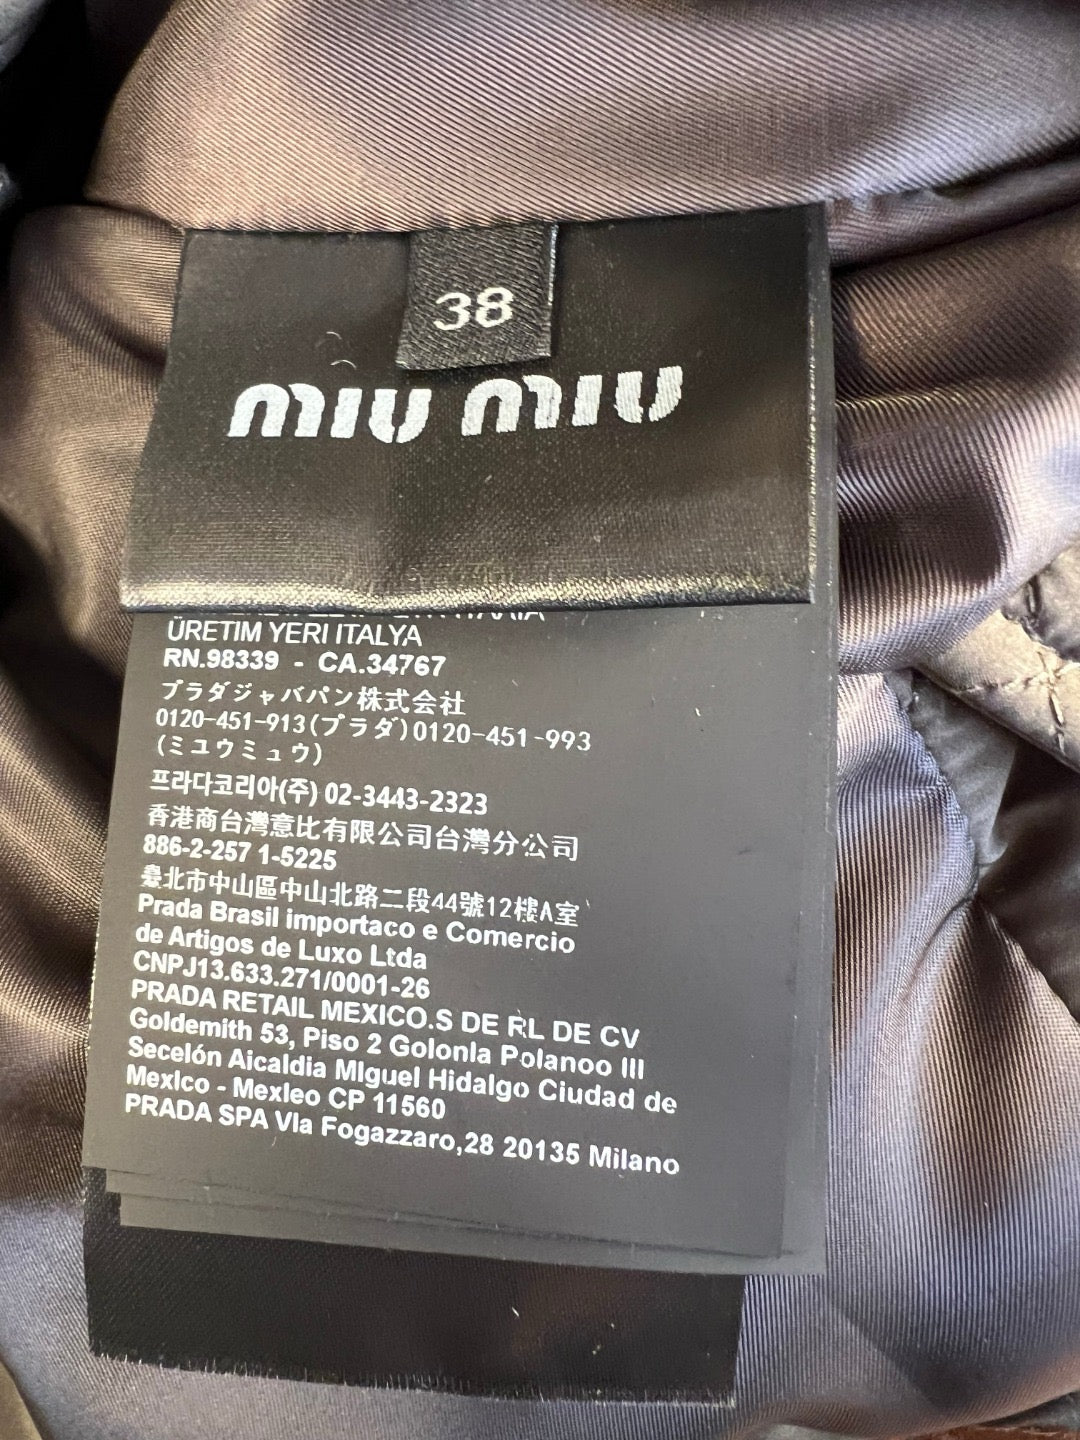 38
miu miu
ÜRETIM YERI ITALYA
RN.98339 - CA.34767
プラダジャバパン株式会社
0120-451-913(プラダ)0120-451-993
(ミユウミュウ)
프라다코리아(주) 02-3443-2323
香港商台灣意比有限公司台灣分公司
886-2-257 1-5225
臺北市中山區中山北路二段44號12樓A室
Prada Brasil importaco e Comercio
de Artigos de Luxo Ltda
CNPJ13.633.271/0001-26
PRADA RETAIL MEXICO.S DE RL DE CV
Goldemith 53, Piso 2 Golonla Polanoo III
Secelón Aicaldia Mlguel Hidalgo Ciudad de
Mexlco - Mexleo CP 11560
PRADA SPA Vla Fogazzaro,28 20135 Milano